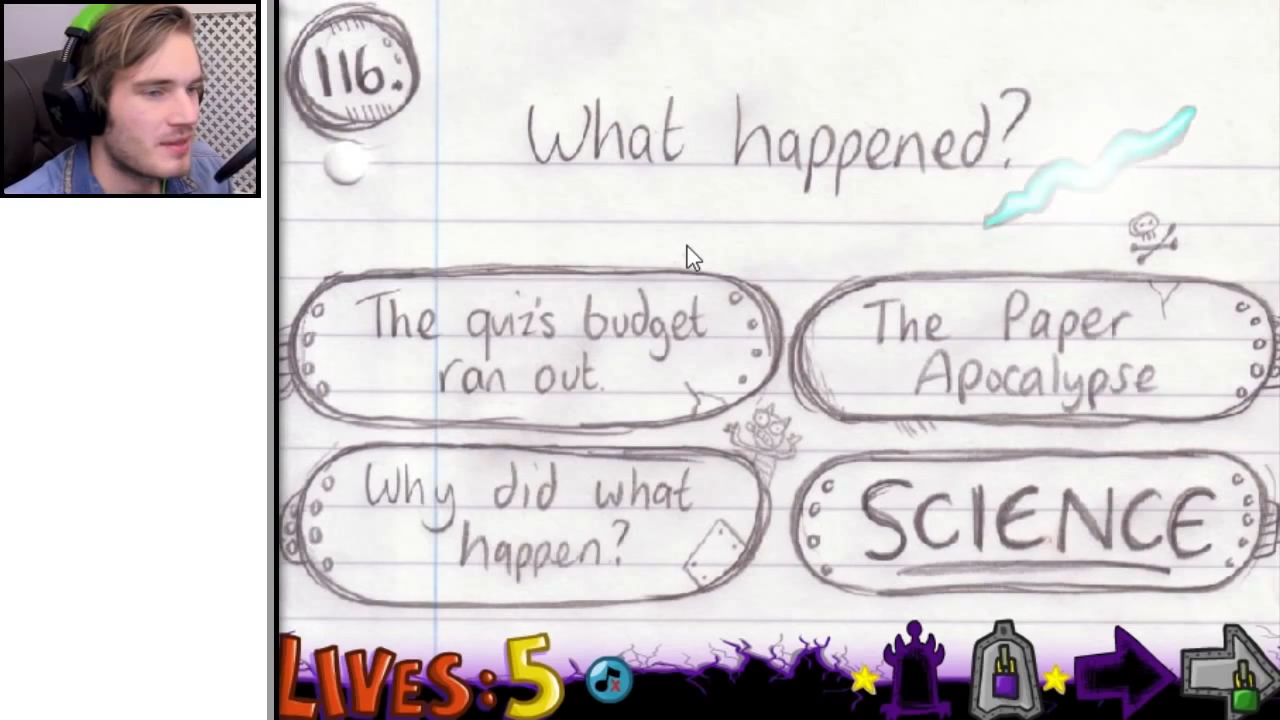 116.
What happened?
The quiz's budget
ran out.
The Paper
Apocalypse
Why did what
happen?
SCIENCE
LIVES: 5